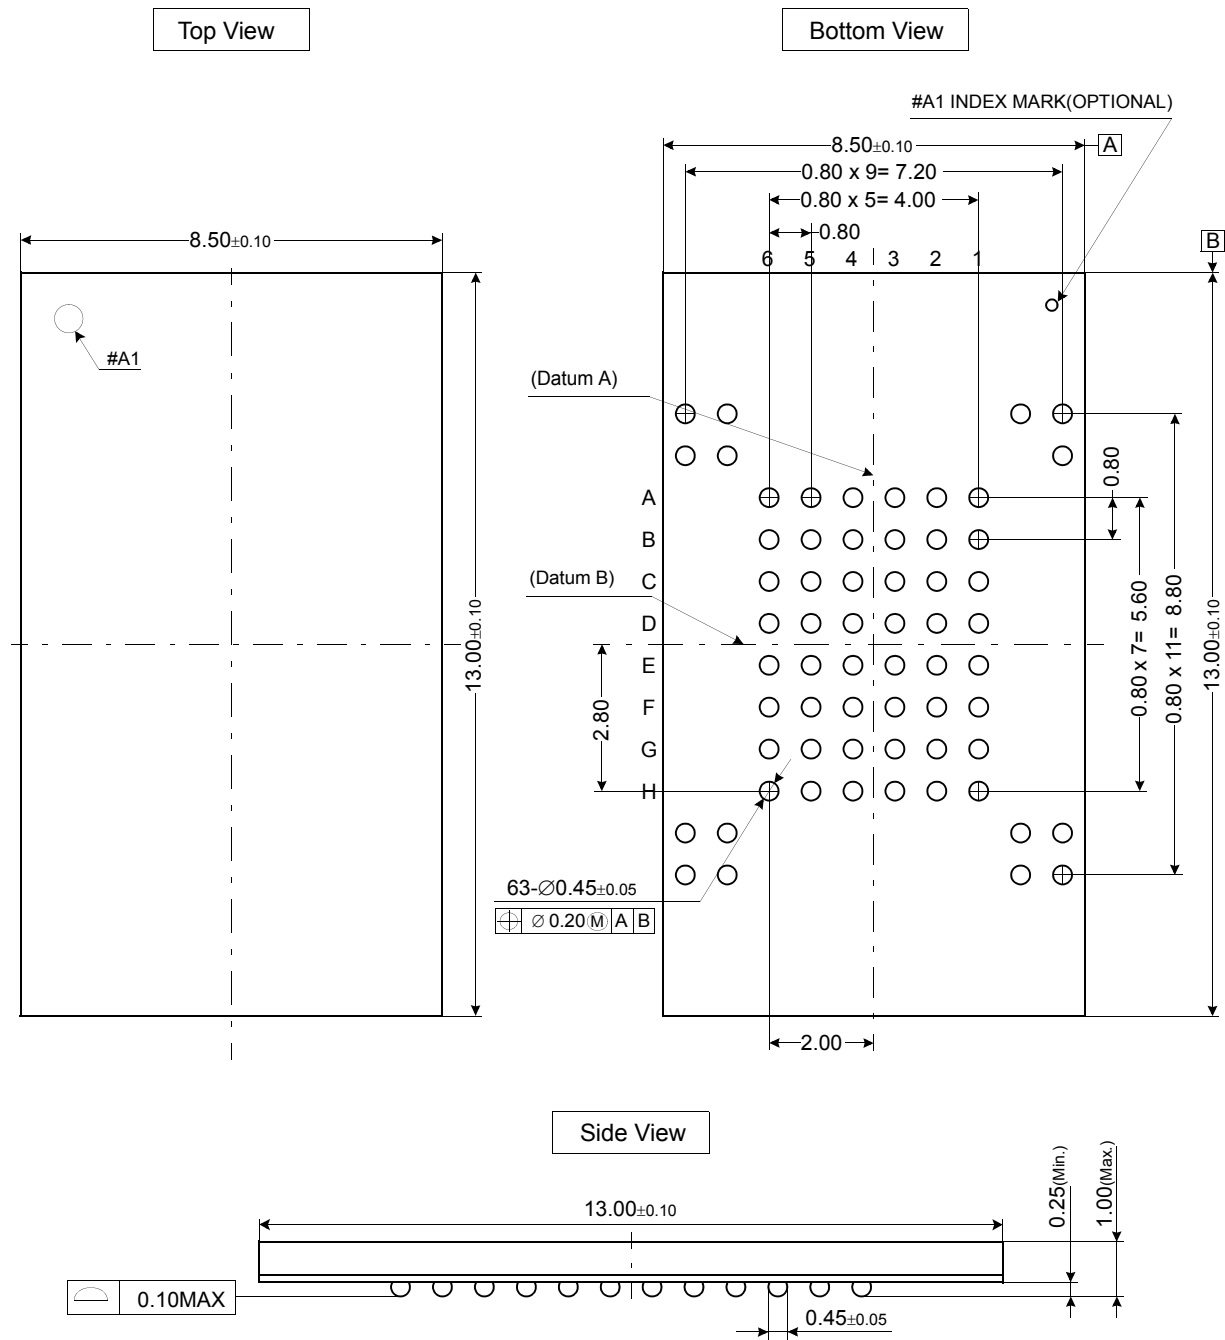 Top View
Bottom View
#A1 INDEX MARK(OPTIONAL)
8.50±0.10
A
0.80 x 9= 7.20
0.80 x 5= 4.00
0.80
B
6 5 4 3 2 1
8.50±0.10
#A1
(Datum A)
0.80
A
B
C
(Datum B)
D
E
F
G
H
13.00±0.10
2.80
0.80 x 7= 5.60
0.80 x 11= 8.80
13.00±0.10
63-∅0.45±0.05
⌖ ∅ 0.20Ⓜ A B
2.00
Side View
13.00±0.10
0.25(Min.)
1.00(Max.)
0.10MAX
0.45±0.05